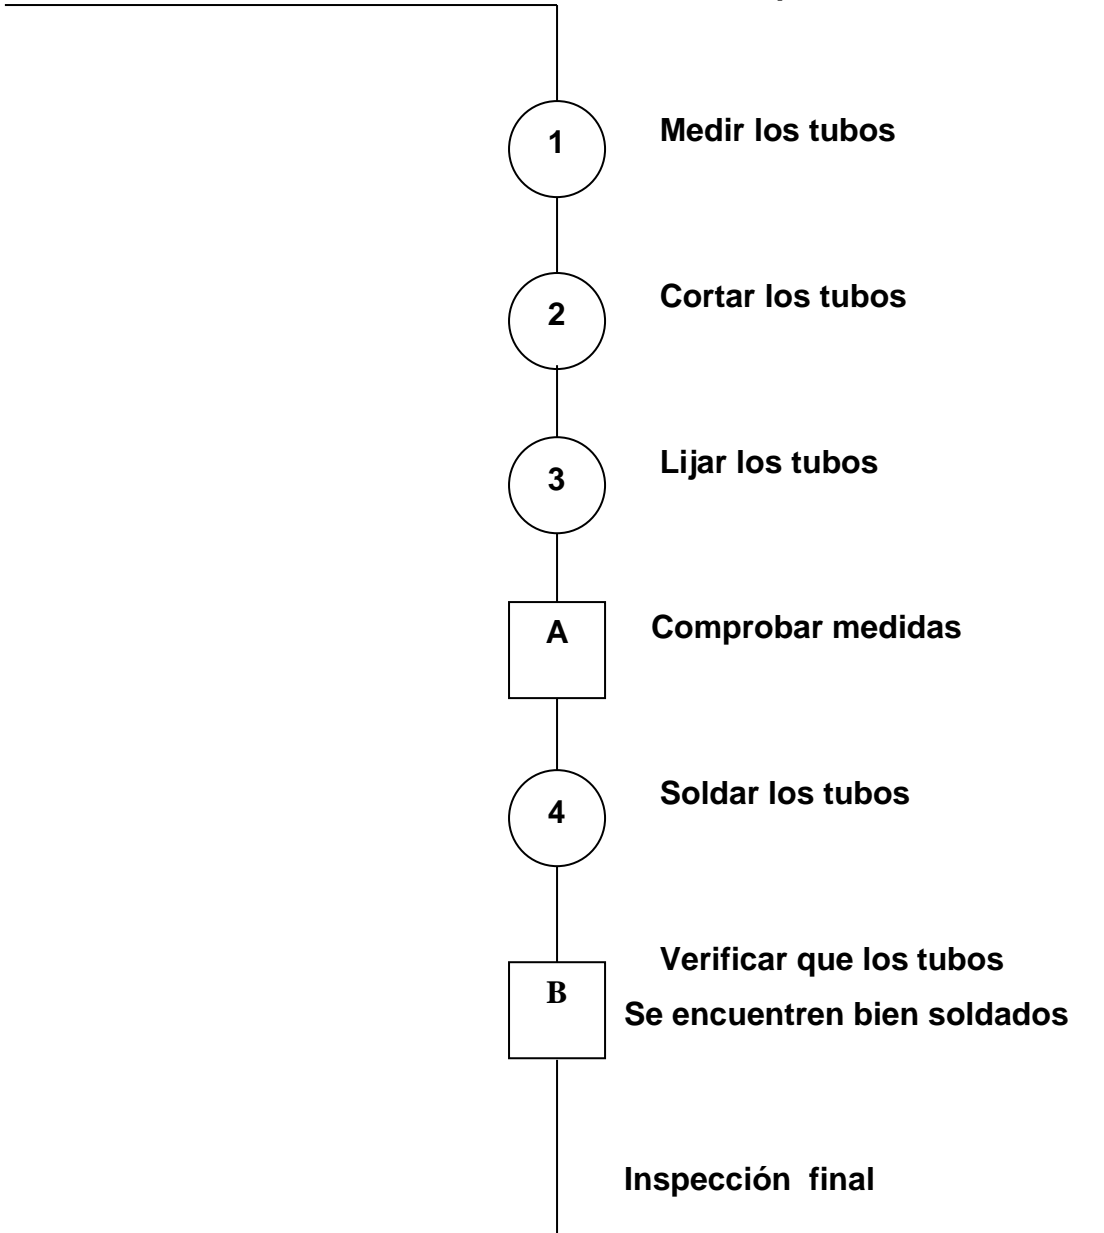 1
Medir los tubos
2
Cortar los tubos
3
Lijar los tubos
A
Comprobar medidas
4
Soldar los tubos
Verificar que los tubos
B
Se encuentren bien soldados
Inspección  final